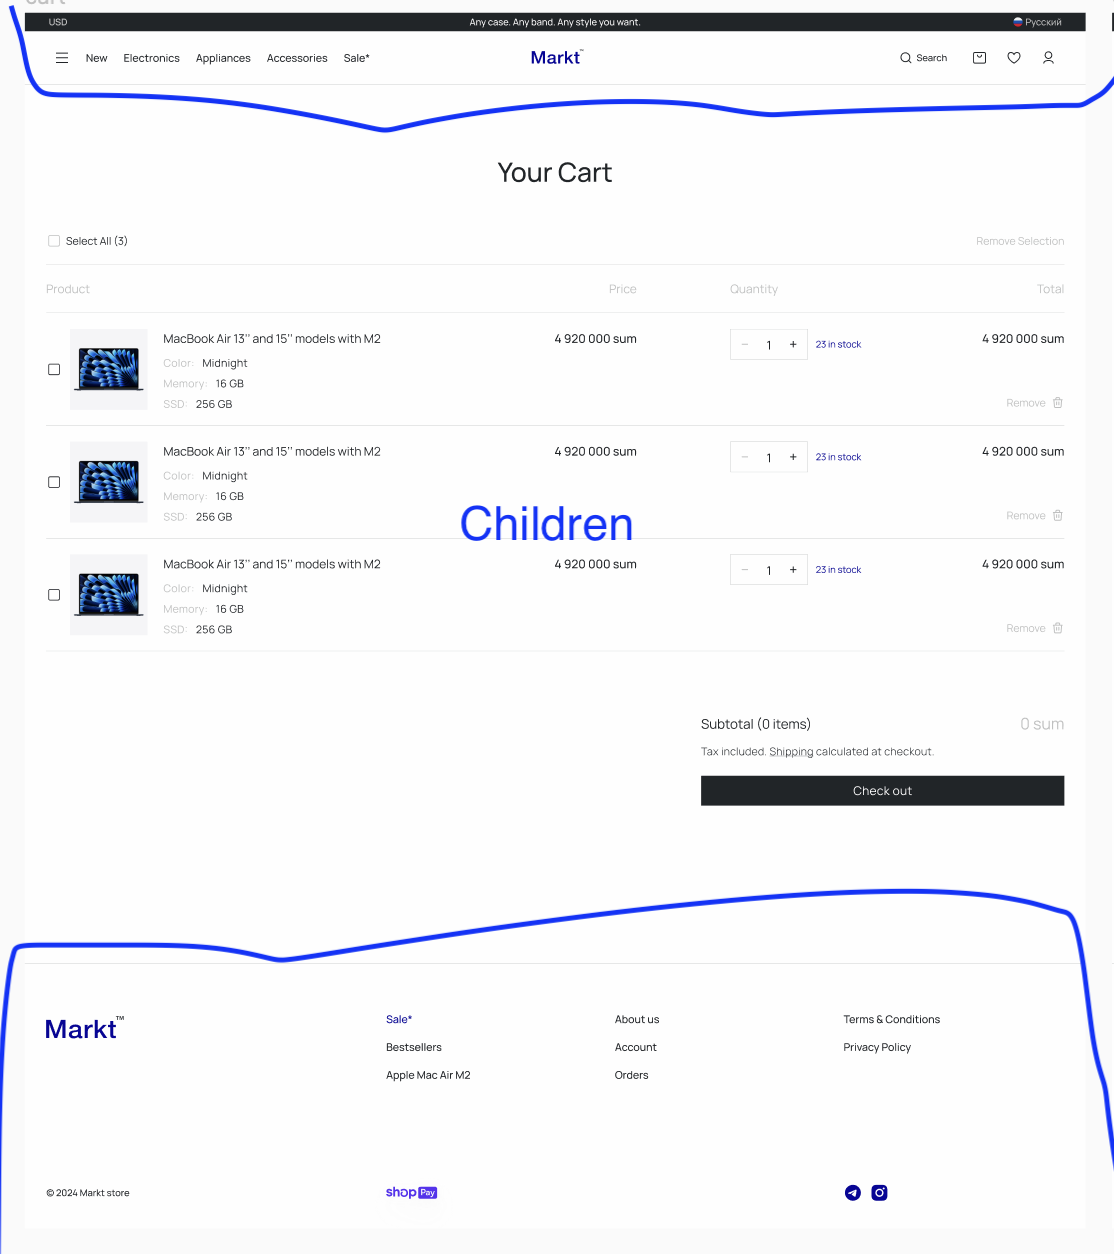 USD Any case. Any band. Any style you want. Русский
New Electronics Appliances Accessories Sale* Markt™ Search
Your Cart
Select All (3) Remove Selection
Product Price Quantity Total
MacBook Air 13’’ and 15’’ models with M2 4 920 000 sum − 1 + 23 in stock 4 920 000 sum
Color: Midnight
Memory: 16 GB
SSD: 256 GB Remove
MacBook Air 13’’ and 15’’ models with M2 4 920 000 sum − 1 + 23 in stock 4 920 000 sum
Color: Midnight
Memory: 16 GB
SSD: 256 GB Remove
Children
MacBook Air 13’’ and 15’’ models with M2 4 920 000 sum − 1 + 23 in stock 4 920 000 sum
Color: Midnight
Memory: 16 GB
SSD: 256 GB Remove
Subtotal (0 items) 0 sum
Tax included. Shipping calculated at checkout.
Check out
Markt™ Sale* About us Terms & Conditions
Bestsellers Account Privacy Policy
Apple Mac Air M2 Orders
© 2024 Markt store shop Pay